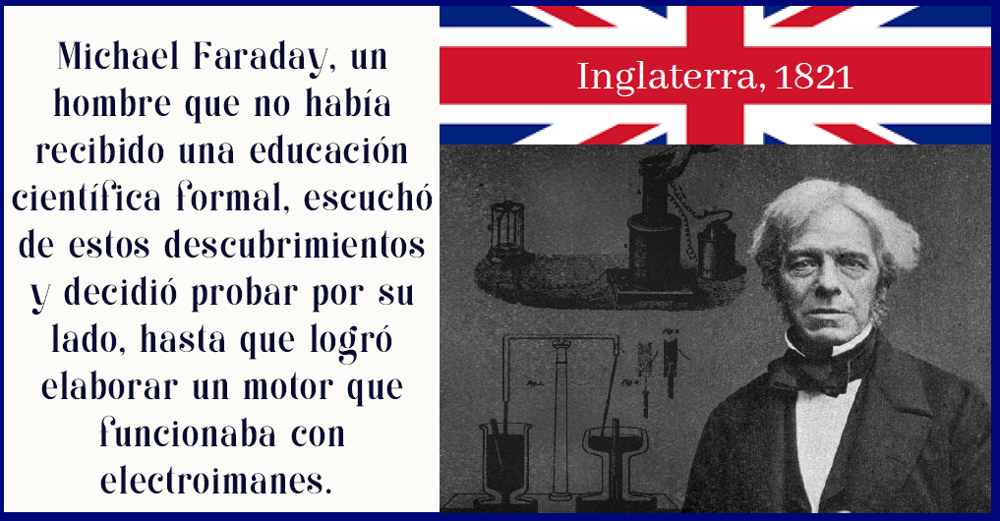 Michael Faraday, un
hombre que no había
recibido una educación
científica formal, escuchó
de estos descubrimientos
y decidió probar por su
lado, hasta que logró
elaborar un motor que
funcionaba con
electroimanes.
Inglaterra, 1821